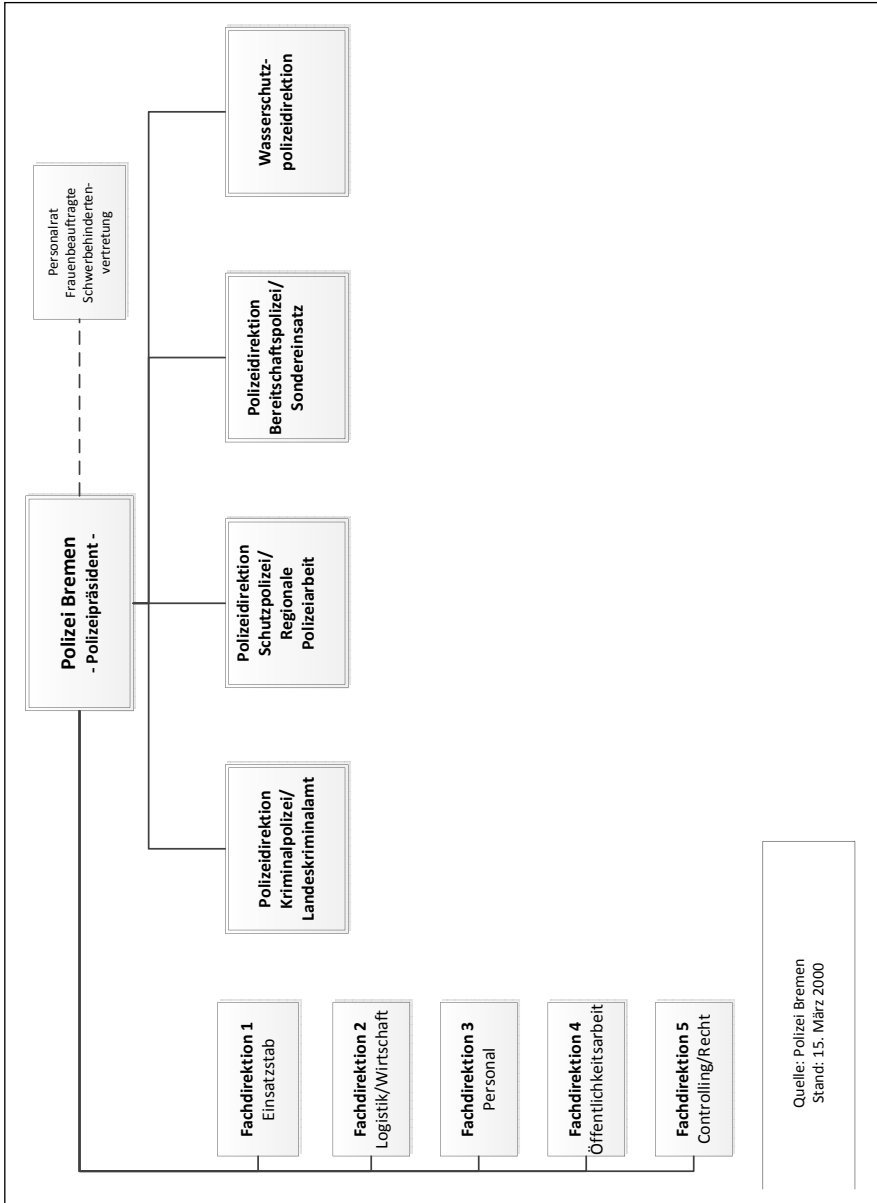 Polizei Bremen
- Polizeipräsident -
Personalrat
Frauenbeauftragte
Schwerbehinderten-
vertretung
Fachdirektion 1
Einsatzstab
Fachdirektion 2
Logistik/Wirtschaft
Fachdirektion 3
Personal
Fachdirektion 4
Öffentlichkeitsarbeit
Fachdirektion 5
Controlling/Recht
Polizeidirektion
Kriminalpolizei/
Landeskriminalamt
Polizeidirektion
Schutzpolizei/
Regionale
Polizeiarbeit
Polizeidirektion
Bereitschaftspolizei/
Sondereinsatz
Wasserschutz-
polizeidirektion
Quelle: Polizei Bremen
Stand: 15. März 2000